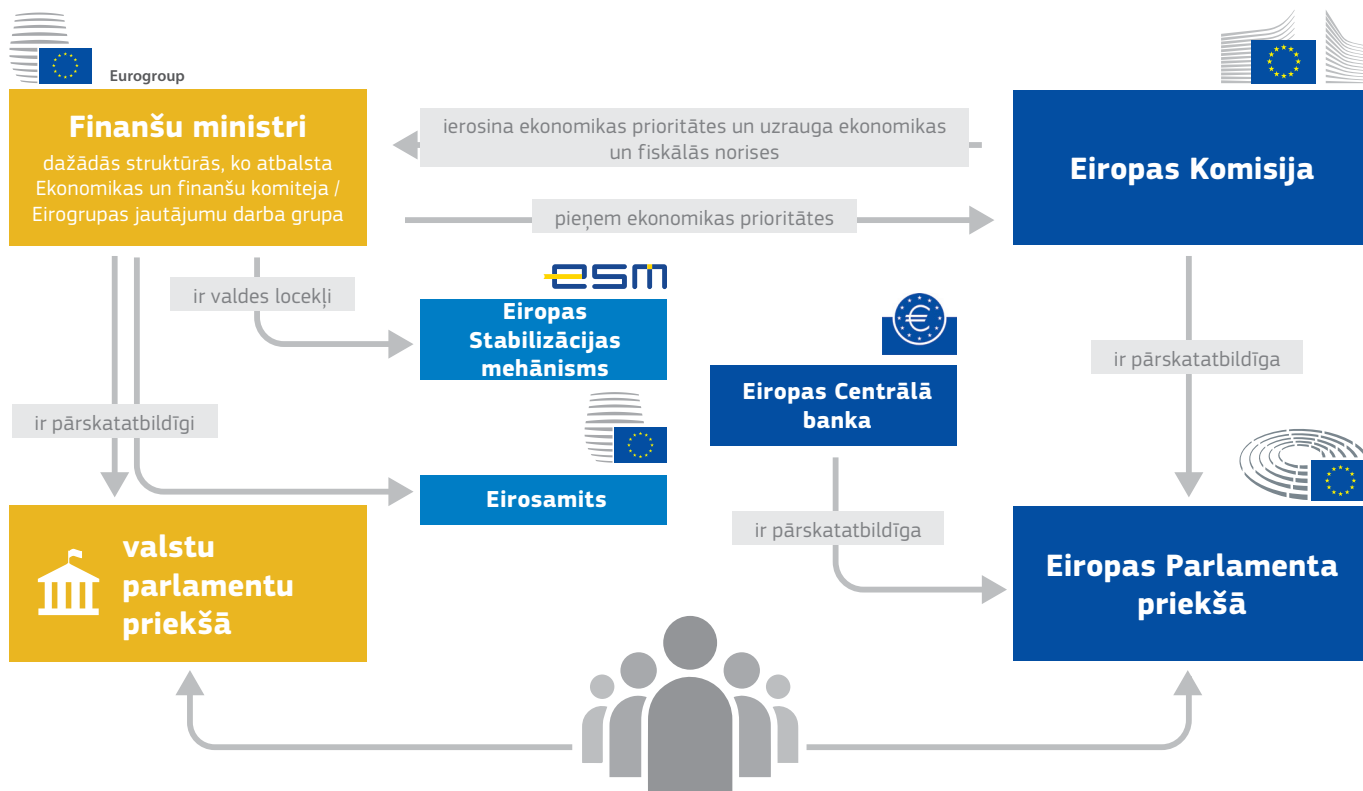 Eurogroup
Finanšu ministri
dažādās struktūrās, ko atbalsta
Ekonomikas un finanšu komiteja /
Eirogrupas jautājumu darba grupa
ierosina ekonomikas prioritātes un uzrauga ekonomikas
un fiskālās norises
Eiropas Komisija
pieņem ekonomikas prioritātes
ir valdes locekļi
esm
Eiropas
Stabilizācijas
mehānisms
€
Eiropas Centrālā
banka
ir pārskatatbildīga
ir pārskatatbildīgi
Eirosamits
ir pārskatatbildīga
valstu
parlamentu
priekšā
Eiropas Parlamenta
priekšā